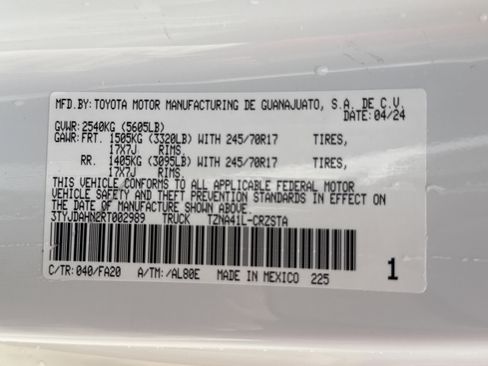 MFD.BY: TOYOTA MOTOR MANUFACTURING DE GUANAJUATO, S.A. DE C.V.
DATE: 04/24
GVWR: 2540KG (5605LB)
GAWR: FRT. 1505KG (3320LB) WITH 245/70R17 TIRES,
17X7J RIMS.
RR. 1405KG (3095LB) WITH 245/70R17 TIRES,
17X7J RIMS.
THIS VEHICLE CONFORMS TO ALL APPLICABLE FEDERAL MOTOR
VEHICLE SAFETY AND THEFT PREVENTION STANDARDS IN EFFECT ON
THE DATE OF MANUFACTURE SHOWN ABOVE.
3TYJDAHN2RT002989 TRUCK TZNA41L-CRZSTA
C/TR: 040/FA20 A/TM: /AL80E MADE IN MEXICO 225
1